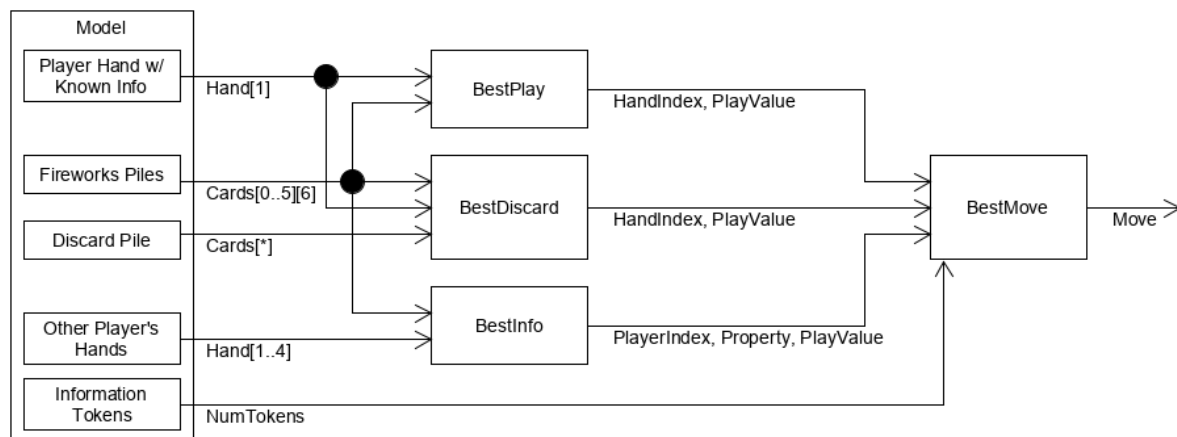 Model
Player Hand w/
Known Info
Hand[1]
BestPlay
HandIndex, PlayValue
Fireworks Piles
Cards[0..5][6]
BestDiscard
HandIndex, PlayValue
BestMove
Move
Discard Pile
Cards[*]
Other Player's
Hands
Hand[1..4]
BestInfo
PlayerIndex, Property, PlayValue
Information
Tokens
NumTokens